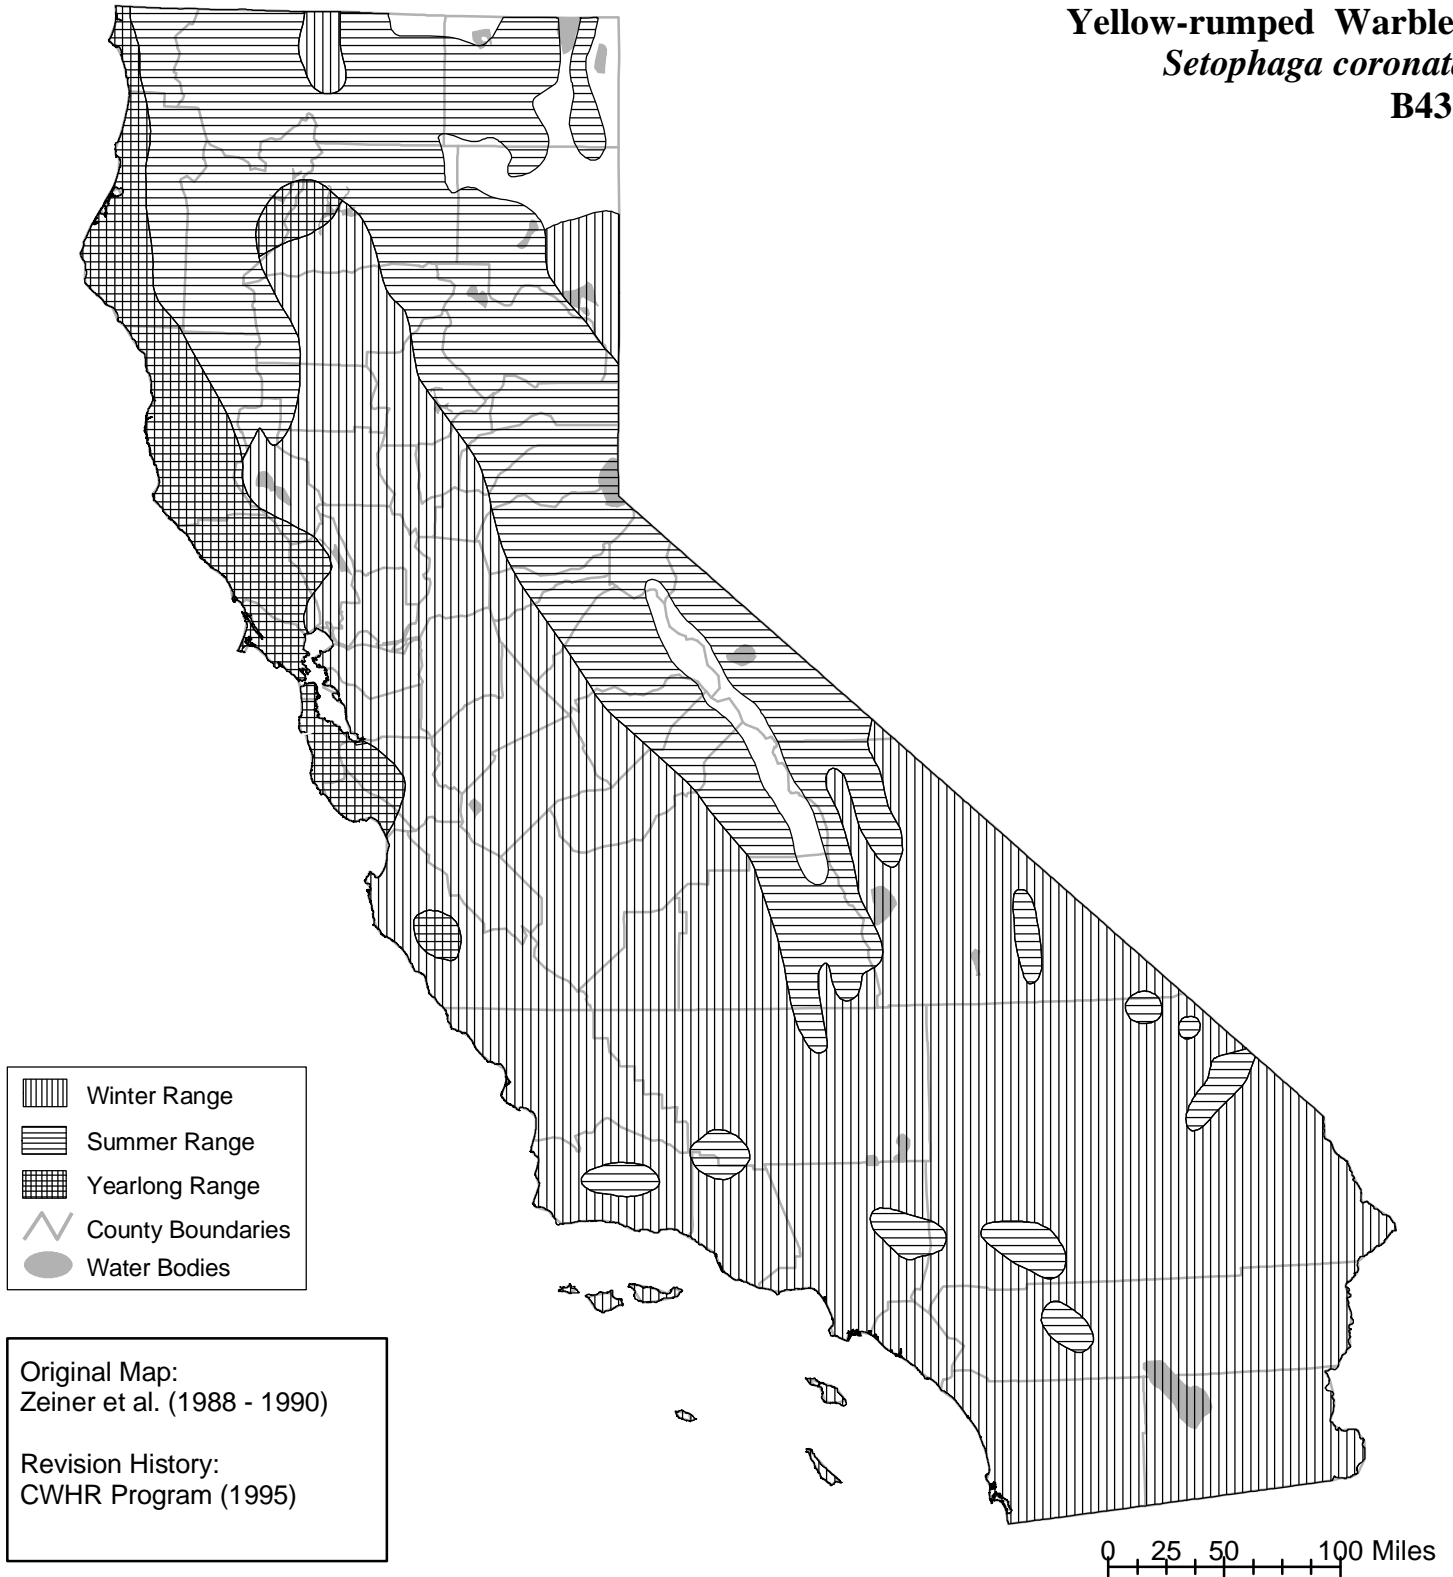 Yellow-rumped Warble
Setophaga coronat
B43
Winter Range
Summer Range
Yearlong Range
County Boundaries
Water Bodies
Original Map:
Zeiner et al. (1988 - 1990)
Revision History:
CWHR Program (1995)
0 25 50 100 Miles